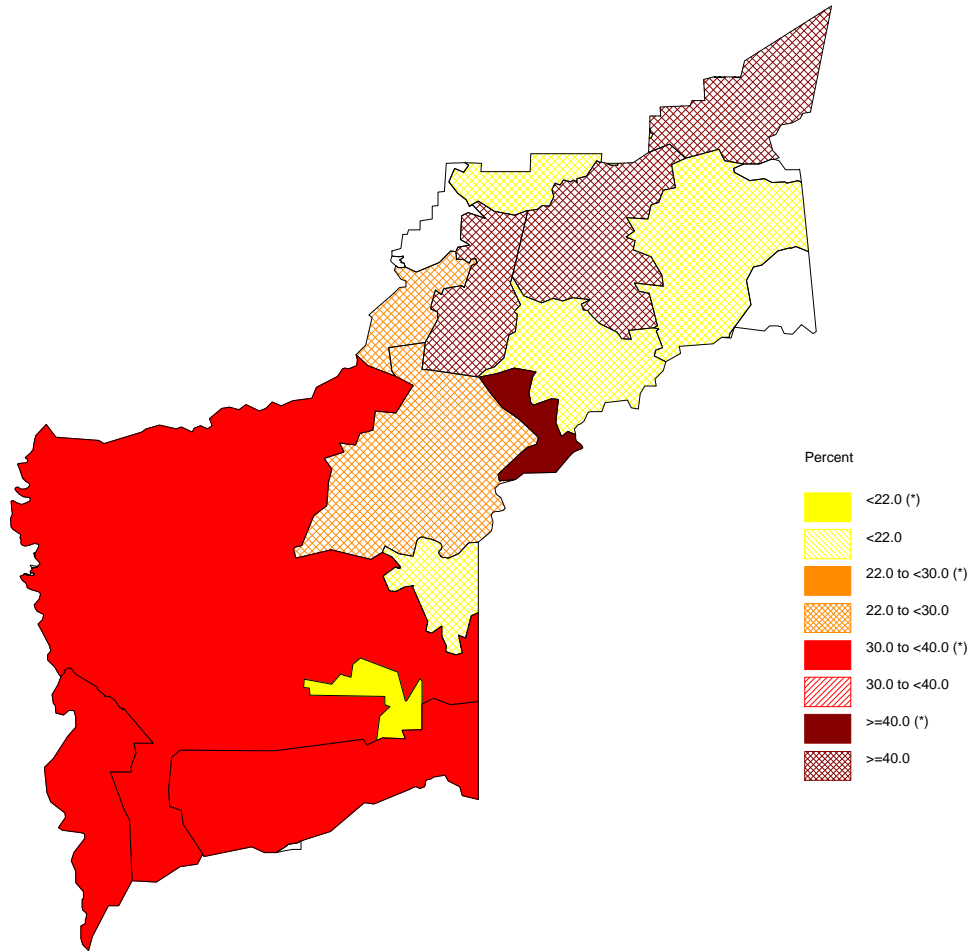 Percent
<22.0 (*)
<22.0
22.0 to <30.0 (*)
22.0 to <30.0
30.0 to <40.0 (*)
30.0 to <40.0
>=40.0 (*)
>=40.0